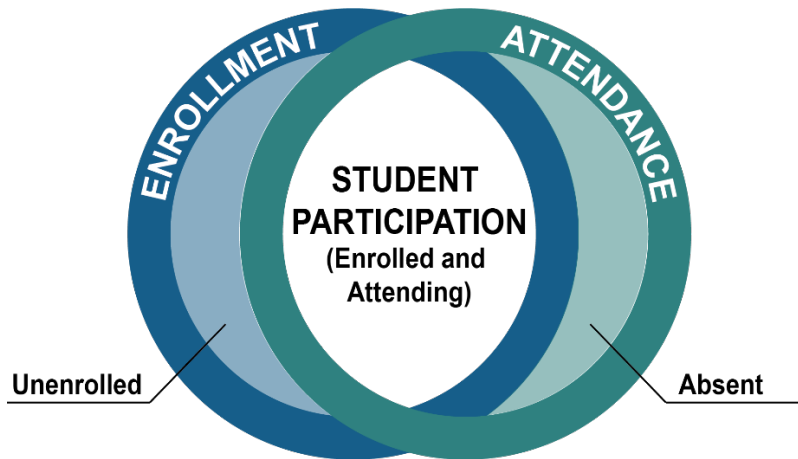 ENROLLMENT
ATTENDANCE
STUDENT
PARTICIPATION
(Enrolled and
Attending)
Unenrolled
Absent